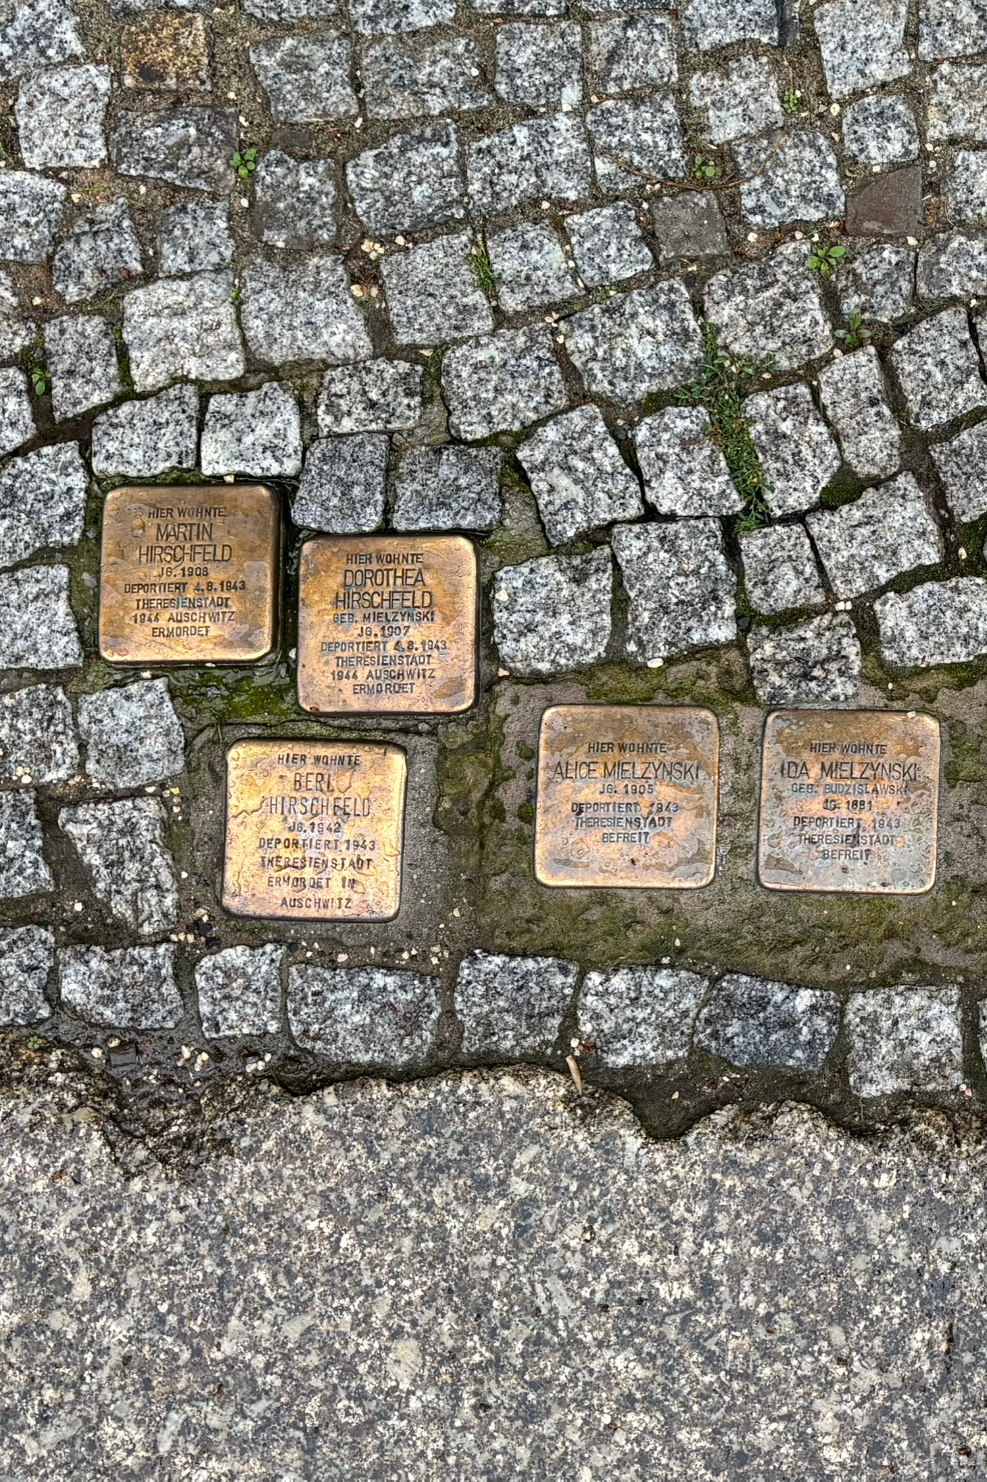 HIER WOHNTE
MARTIN
HIRSCHFELD
JG. 1908
DEPORTIERT 4.8.1943
THERESIENSTADT
1944 AUSCHWITZ
ERMORDET
HIER WOHNTE
DOROTHEA
HIRSCHFELD
GEB. MIELZYNSKI
JG. 1907
DEPORTIERT 4.8.1943
THERESIENSTADT
1944 AUSCHWITZ
ERMORDET
HIER WOHNTE
BERL
HIRSCHFELD
JG. 1942
DEPORTIERT 1943
THERESIENSTADT
ERMORDET IN
AUSCHWITZ
HIER WOHNTE
ALICE MIELZYNSKI
JG. 1905
DEPORTIERT 1943
THERESIENSTADT
BEFREIT
HIER WOHNTE
IDA MIELZYNSKI
GEB. BUDZISLAWSKI
JG. 1881
DEPORTIERT 1943
THERESIENSTADT
BEFREIT